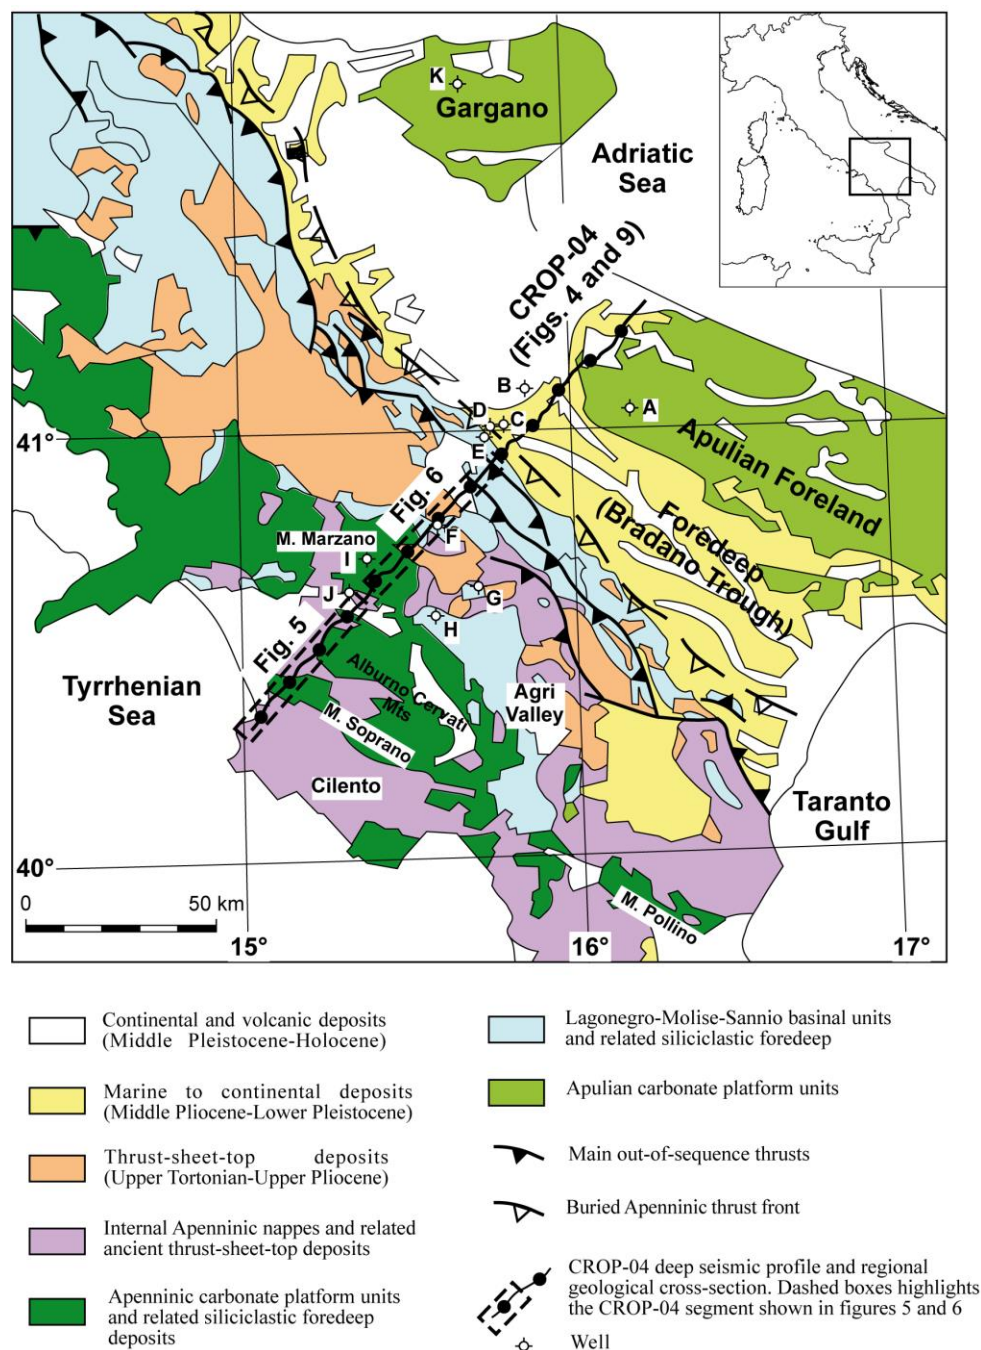 K
Gargano
Adriatic
Sea
CROP-04
(Figs. 4 and 9)
B
A
D
C
41°
E
Apulian Foreland
Fig. 6
Foredeep
(Bradano Trough)
M. Marzano
F
I
J
G
H
Fig. 5
Tyrrhenian
Sea
Alburno Cervati
Mts
Agri
Valley
M. Soprano
Cilento
Taranto
Gulf
40°
M. Pollino
0 50 km
15° 16° 17°
Continental and volcanic deposits
(Middle Pleistocene-Holocene)
Marine to continental deposits
(Middle Pliocene-Lower Pleistocene)
Thrust-sheet-top deposits
(Upper Tortonian-Upper Pliocene)
Internal Apenninic nappes and related
ancient thrust-sheet-top deposits
Apenninic carbonate platform units
and related siliciclastic foredeep
deposits
Lagonegro-Molise-Sannio basinal units
and related siliciclastic foredeep
Apulian carbonate platform units
Main out-of-sequence thrusts
Buried Apenninic thrust front
CROP-04 deep seismic profile and regional
geological cross-section. Dashed boxes highlights
the CROP-04 segment shown in figures 5 and 6
Well